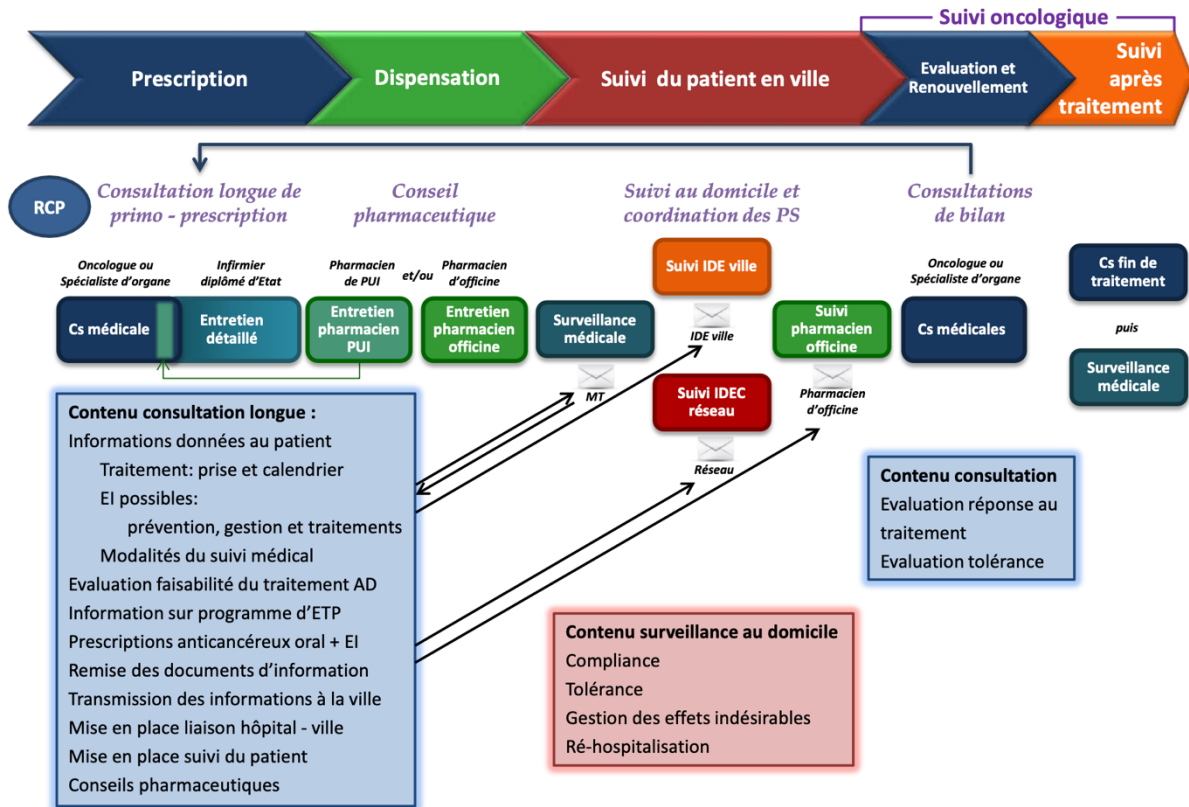 Suivi oncologique
Prescription
Dispensation
Suivi du patient en ville
Evaluation et
Renouvellement
Suivi
après
traitement
RCP
Consultation longue de
primo - prescription
Conseil
pharmaceutique
Suivi au domicile et
coordination des PS
Consultations
de bilan
Oncologue ou
Spécialiste d'organe
Infirmier
diplômé d'Etat
Pharmacien
de PUI
et/ou
Pharmacien
d'officine
Suivi IDE ville
Oncologue ou
Spécialiste d'organe
Cs fin de
traitement
Cs médicale
Entretien
détaillé
Entretien
pharmacien
PUI
Entretien
pharmacien
officine
Surveillance
médicale
IDE ville
Suivi
pharmacien
officine
Cs médicales
puis
Surveillance
médicale
MT
Suivi IDEC
réseau
Pharmacien
d'officine
Réseau
Contenu consultation longue :
Informations données au patient
Traitement: prise et calendrier
EI possibles:
prévention, gestion et traitements
Modalités du suivi médical
Evaluation faisabilité du traitement AD
Information sur programme d'ETP
Prescriptions anticancéreux oral + EI
Remise des documents d'information
Transmission des informations à la ville
Mise en place liaison hôpital - ville
Mise en place suivi du patient
Conseils pharmaceutiques
Contenu surveillance au domicile
Compliance
Tolérance
Gestion des effets indésirables
Ré-hospitalisation
Contenu consultation
Evaluation réponse au
traitement
Evaluation tolérance